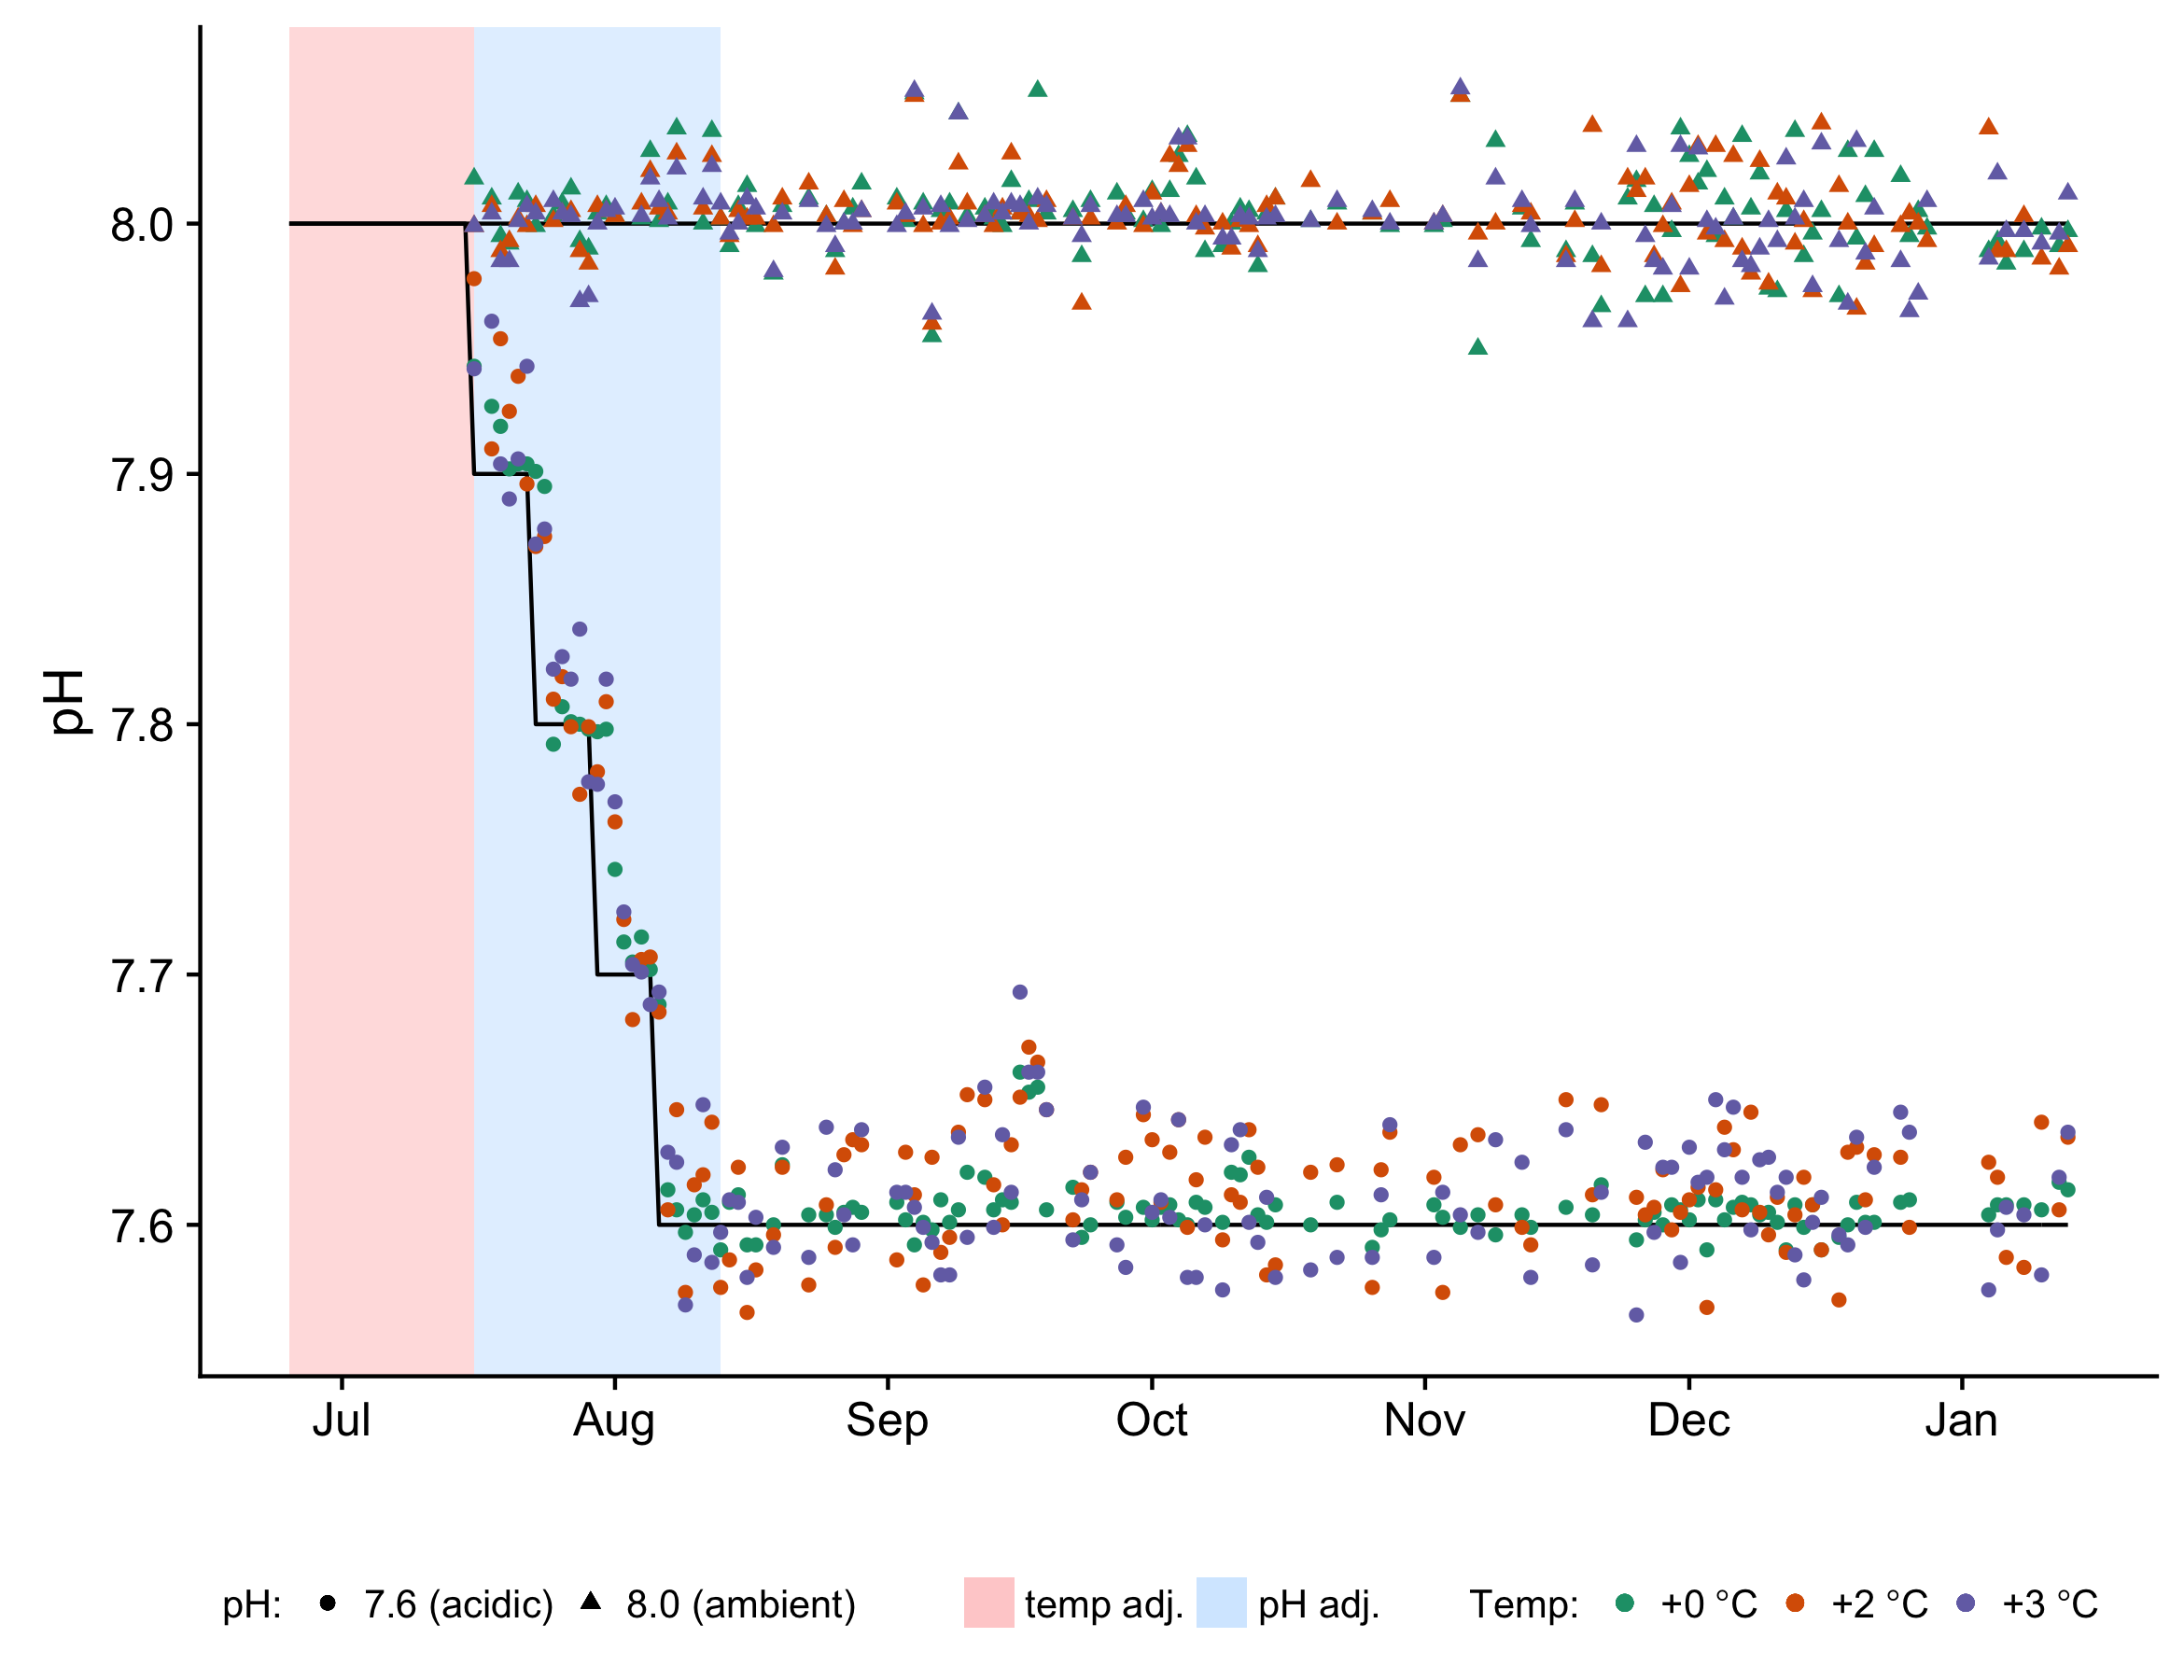 pH
8.0
7.9
7.8
7.7
7.6
Jul Aug Sep Oct Nov Dec Jan
pH: 7.6 (acidic) 8.0 (ambient) temp adj. pH adj. Temp: +0 °C +2 °C +3 °C